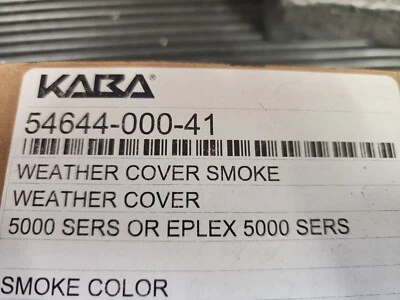 KABA®
54644-000-41
WEATHER COVER SMOKE
WEATHER COVER
5000 SERS OR EPLEX 5000 SERS
SMOKE COLOR